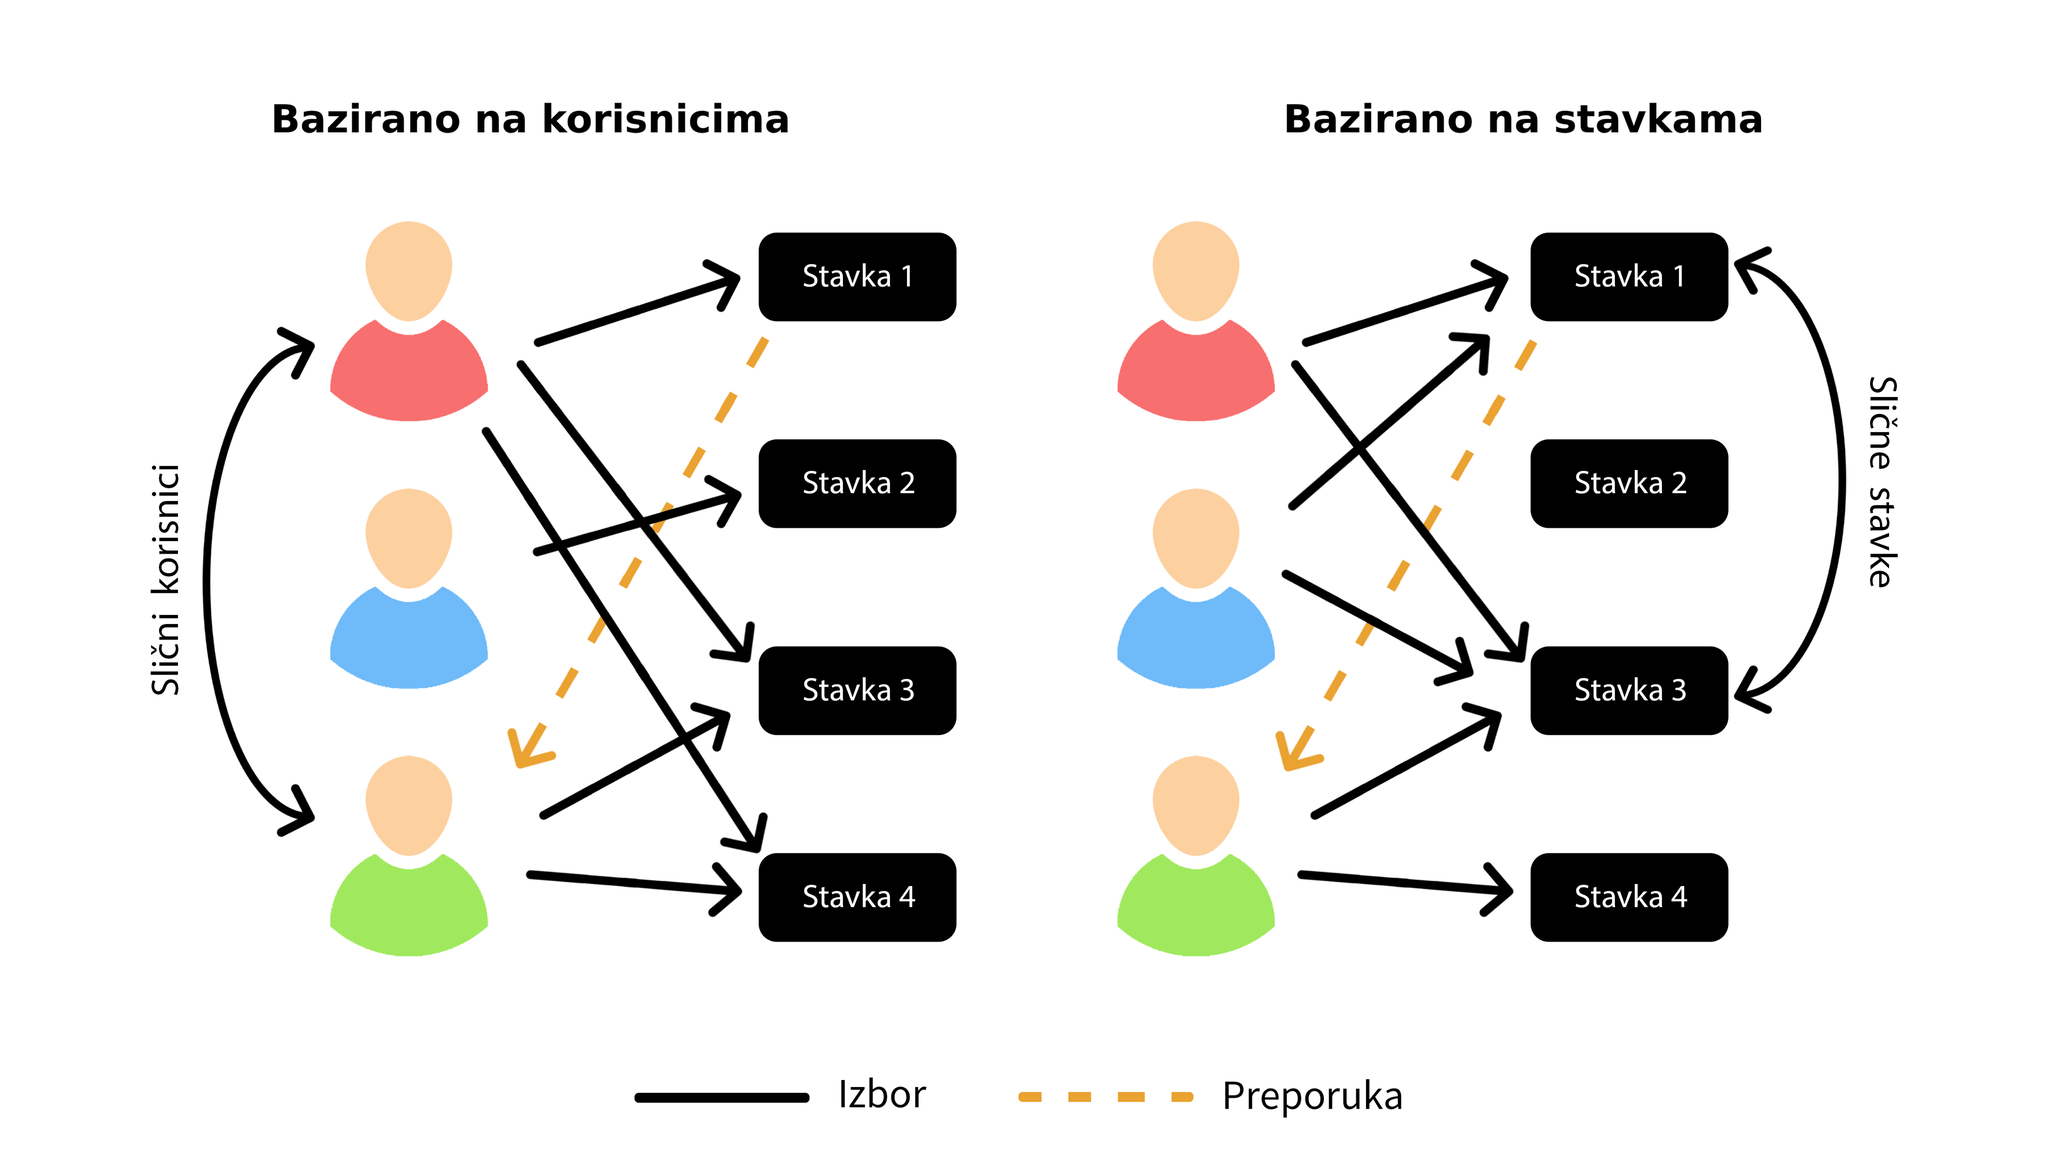 Bazirano na korisnicima
Slični korisnici
Stavka 1
Stavka 2
Stavka 3
Stavka 4
Bazirano na stavkama
Stavka 1
Stavka 2
Stavka 3
Stavka 4
Slične stavke
Izbor
Preporuka